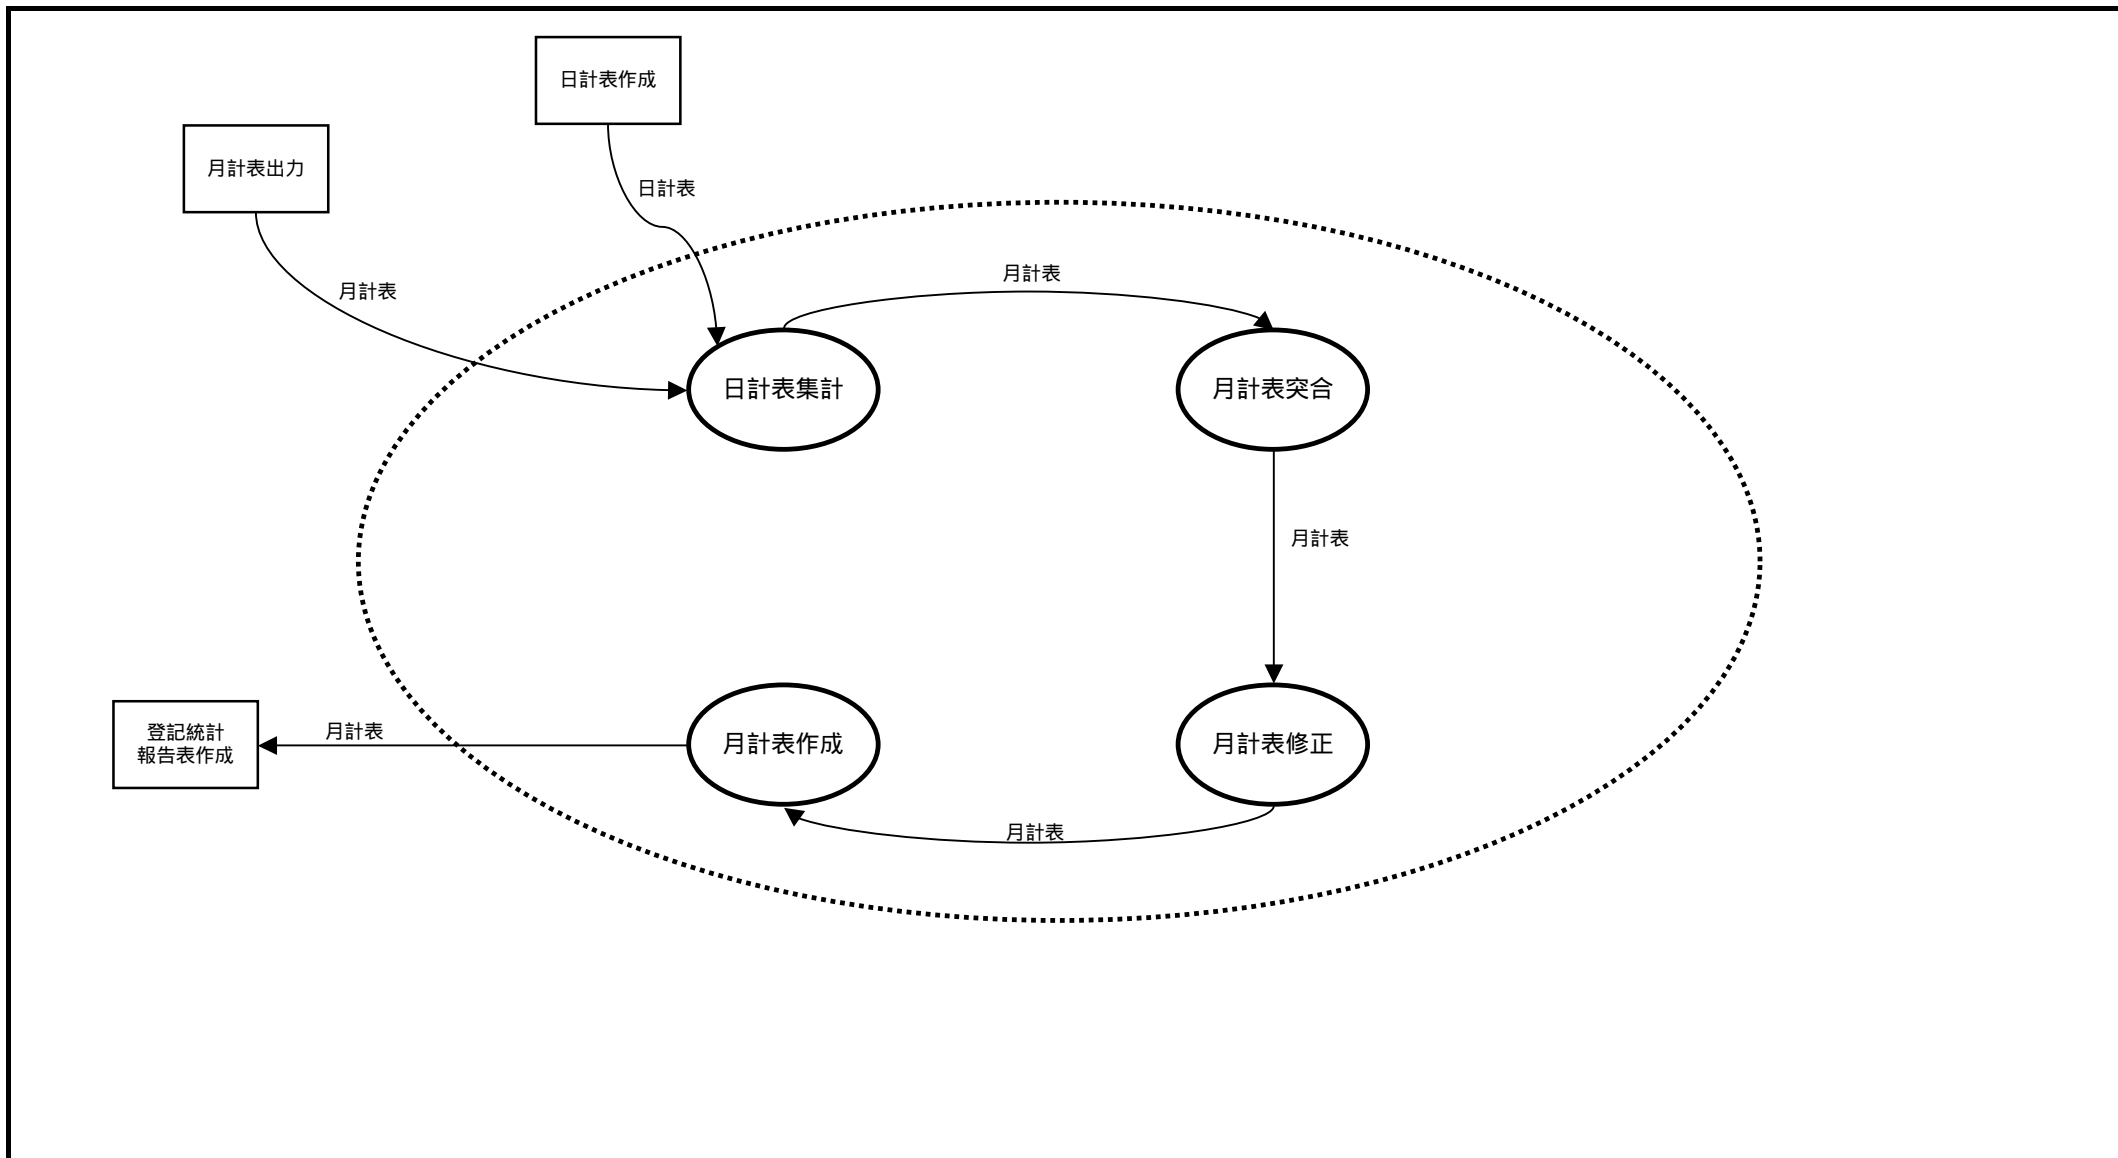 日計表作成
月計表出力
日計表
月計表
月計表
日計表集計
月計表突合
月計表
登記統計
報告表作成
月計表
月計表作成
月計表修正
月計表